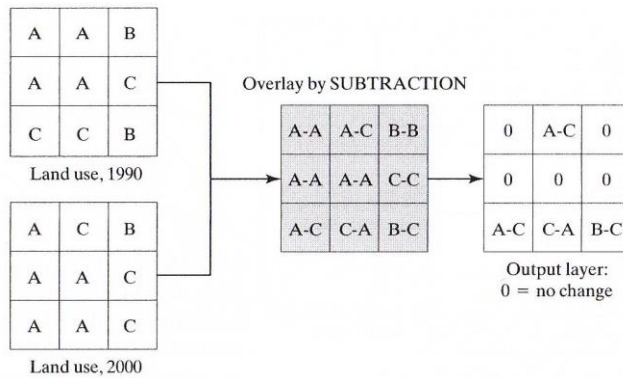 A A B
A A C
C C B
Land use, 1990
A C B
A A C
A A C
Land use, 2000
Overlay by SUBTRACTION
A-A A-C B-B
A-A A-A C-C
A-C C-A B-C
0 A-C 0
0 0 0
A-C C-A B-C
Output layer:
0 = no change